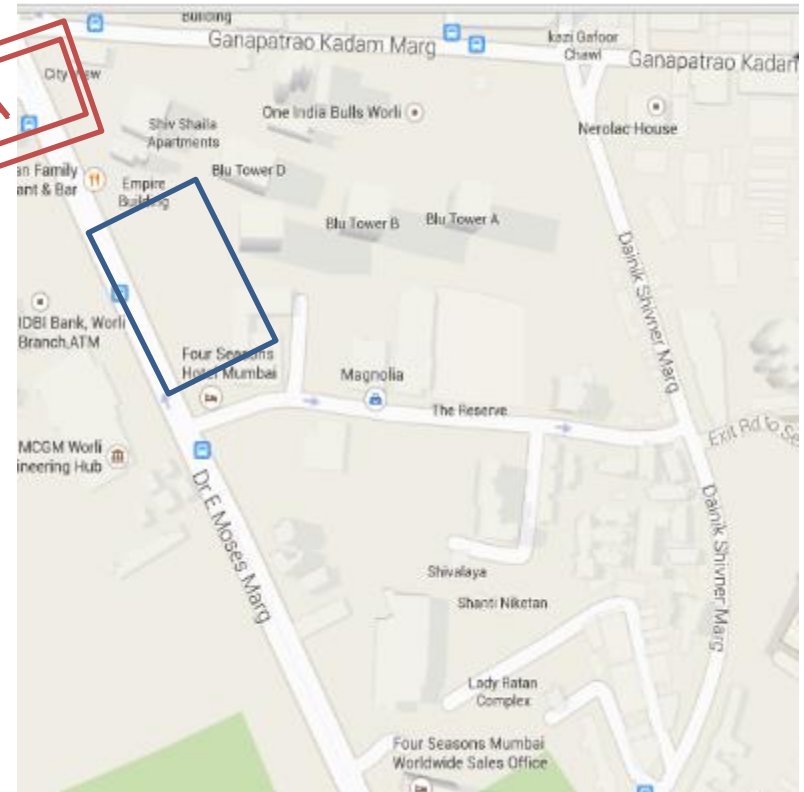 Building
Ganapatrao Kadam Marg
kazi Gafoor
Chawl
Ganapatrao Kadam
City View
One India Bulls Worli
Nerolac House
Shiv Shaila
Apartments
an Family
ant & Bar
Empire
Building
Blu Tower D
Blu Tower B
Blu Tower A
Dainik Shivner Marg
IDBI Bank, Worli
Branch,ATM
Four Seasons
Hotel Mumbai
Magnolia
The Reserve
Exit Rd to Se
MCGM Worli
ineering Hub
Dr E Moses Marg
Dainik Shivner Marg
Shivalaya
Shanti Niketan
Lady Ratan
Complex
Four Seasons Mumbai
Worldwide Sales Office